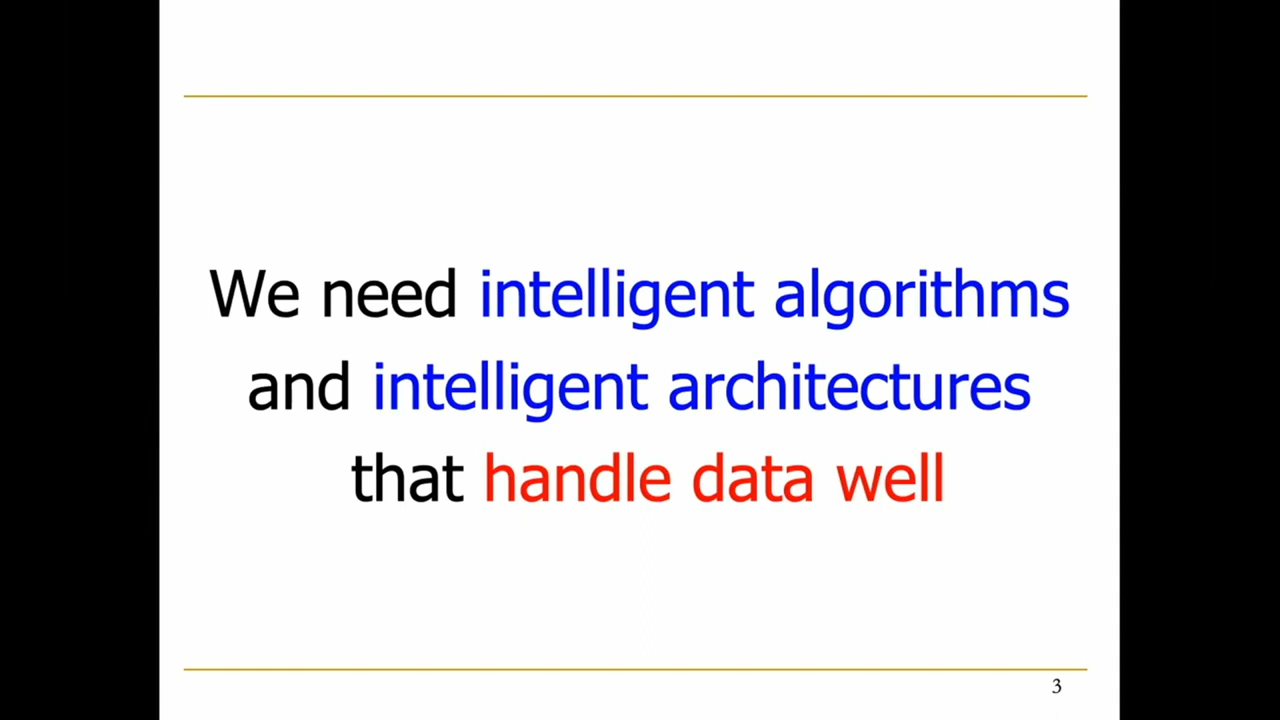 We need intelligent algorithms
and intelligent architectures
that handle data well
3